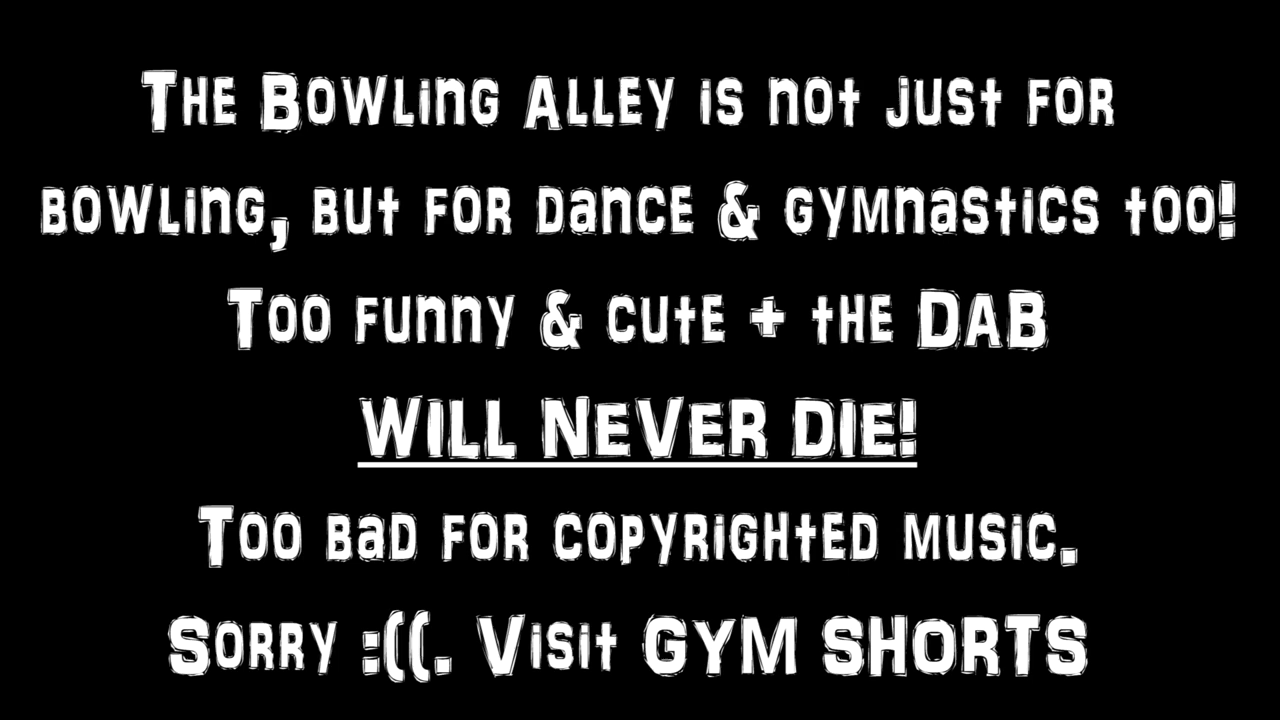 The Bowling Alley is not just for
bowling, but for dance & gymnastics too!
Too funny & cute + the DAB
WILL NEVER DIE!
Too bad for copyrighted music.
Sorry :((. Visit GYM SHORTS